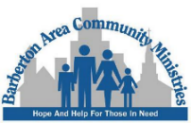 Barberton Area Community Ministries
Hope And Help For Those In Need